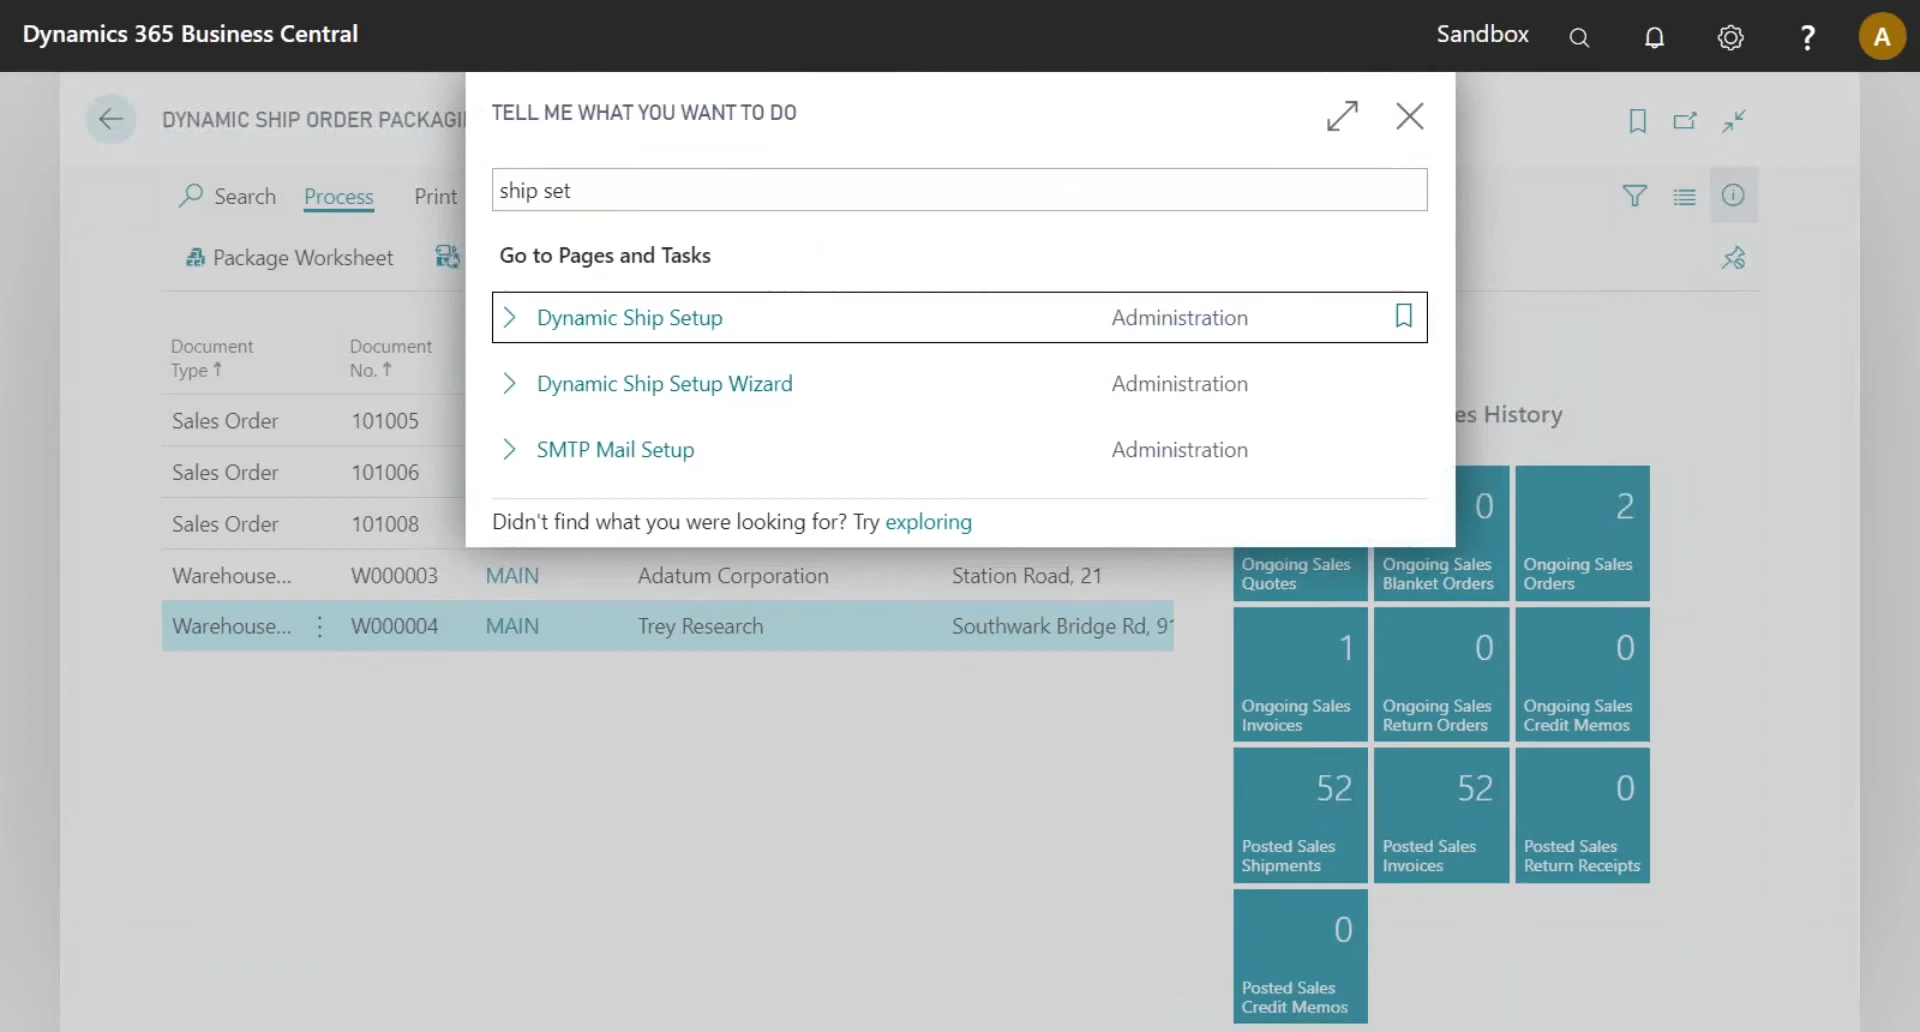 Dynamics 365 Business Central
Sandbox
?
A
DYNAMIC SHIP ORDER
TELL ME WHAT YOU WANT TO DO
ship set
Go to Pages and Tasks
Dynamic Ship Setup Administration
Dynamic Ship Setup Wizard Administration
SMTP Mail Setup Administration
Didn't find what you were looking for? Try exploring
Search Process Print
Package Worksheet
Document
Type ↑
Document
No. ↑
Sales Order 101005
Sales Order 101006
Sales Order 101008
Warehouse... W000003 MAIN Adatum Corporation Station Road, 21
Warehouse... W000004 MAIN Trey Research Southwark Bridge Rd,
History
Ongoing Sales
Quotes
0
Ongoing Sales
Blanket Orders
2
Ongoing Sales
Orders
1
Ongoing Sales
Invoices
0
Ongoing Sales
Return Orders
0
Ongoing Sales
Credit Memos
52
Posted Sales
Shipments
52
Posted Sales
Invoices
0
Posted Sales
Return Receipts
0
Posted Sales
Credit Memos